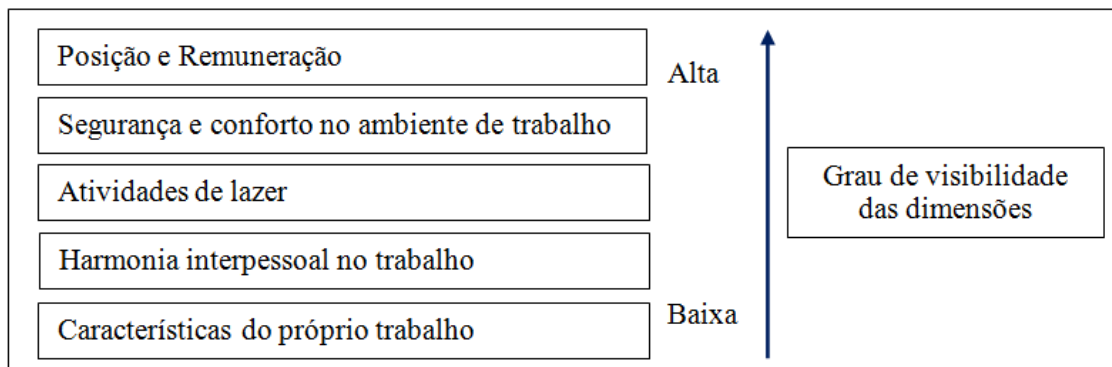 Posição e Remuneração
Alta
Segurança e conforto no ambiente de trabalho
Atividades de lazer
Grau de visibilidade
das dimensões
Harmonia interpessoal no trabalho
Características do próprio trabalho
Baixa